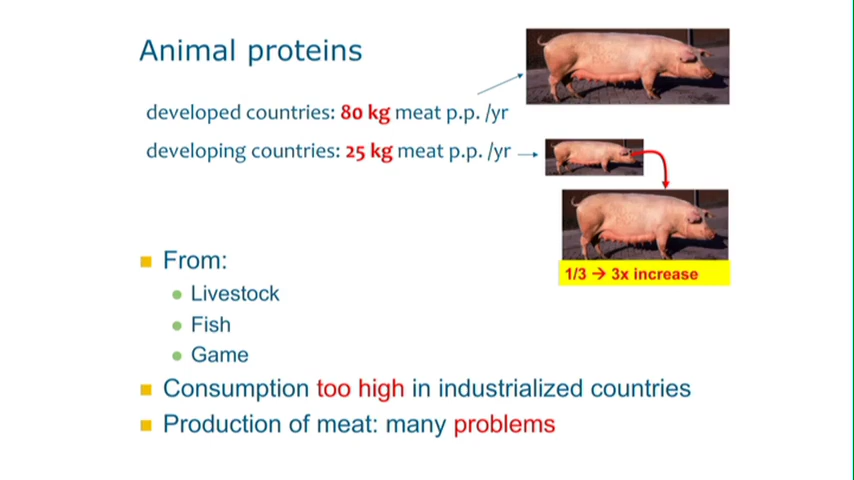 Animal proteins
developed countries: 80 kg meat p.p. /yr
developing countries: 25 kg meat p.p. /yr
1/3 → 3x increase
From:
Livestock
Fish
Game
Consumption too high in industrialized countries
Production of meat: many problems